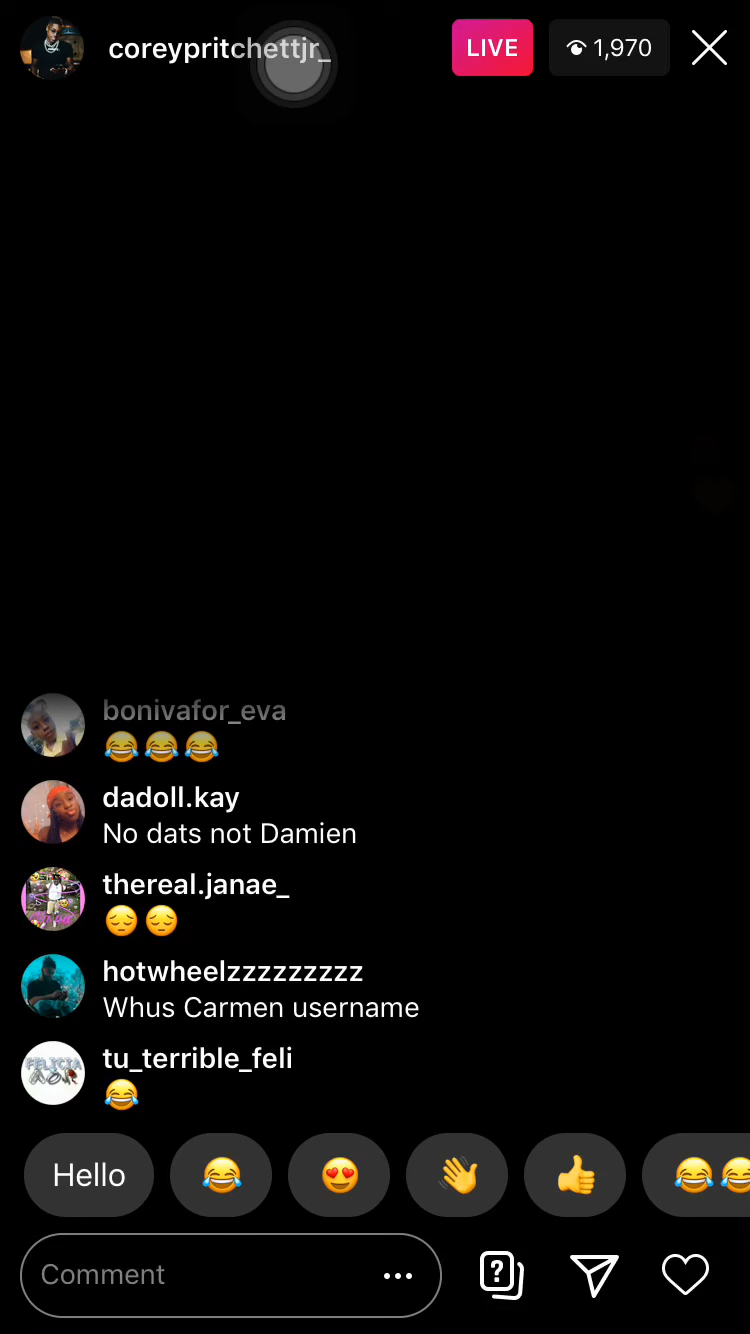 coreypritchettjr_
LIVE
1,970
bonivafor_eva
😂😂😂
dadoll.kay
No dats not Damien
thereal.janae_
😔😔
hotwheelzzzzzzzzz
Whus Carmen username
tu_terrible_feli
😂
Hello 😂 😍 👋 👍 😂😂
Comment